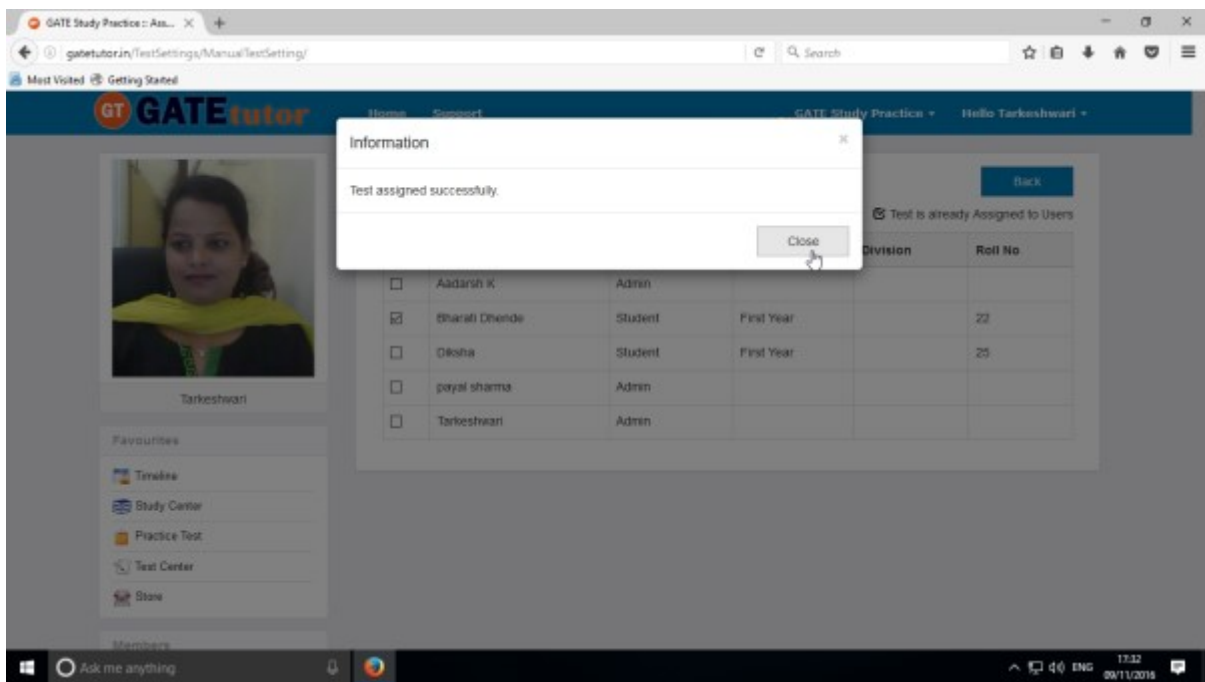 GATE Study Practice :: Ass...
gatetutor.in/TestSettings/ManualTestSetting/
Search
Most Visited Getting Started
GT GATEtutor Home Support GATE Study Practice Hello Tarkeshwari
Information
Test assigned successfully.
Close
Back
Test is already Assigned to Users
Division Roll No
Aadarsh K Admin
Bharati Dhende Student First Year 22
Diksha Student First Year 25
payal sharma Admin
Tarkeshwari Admin
Tarkeshwari
Favourites
Timeline
Study Center
Practice Test
Test Center
Store
Members
Ask me anything
ENG
17:32
09/11/2016